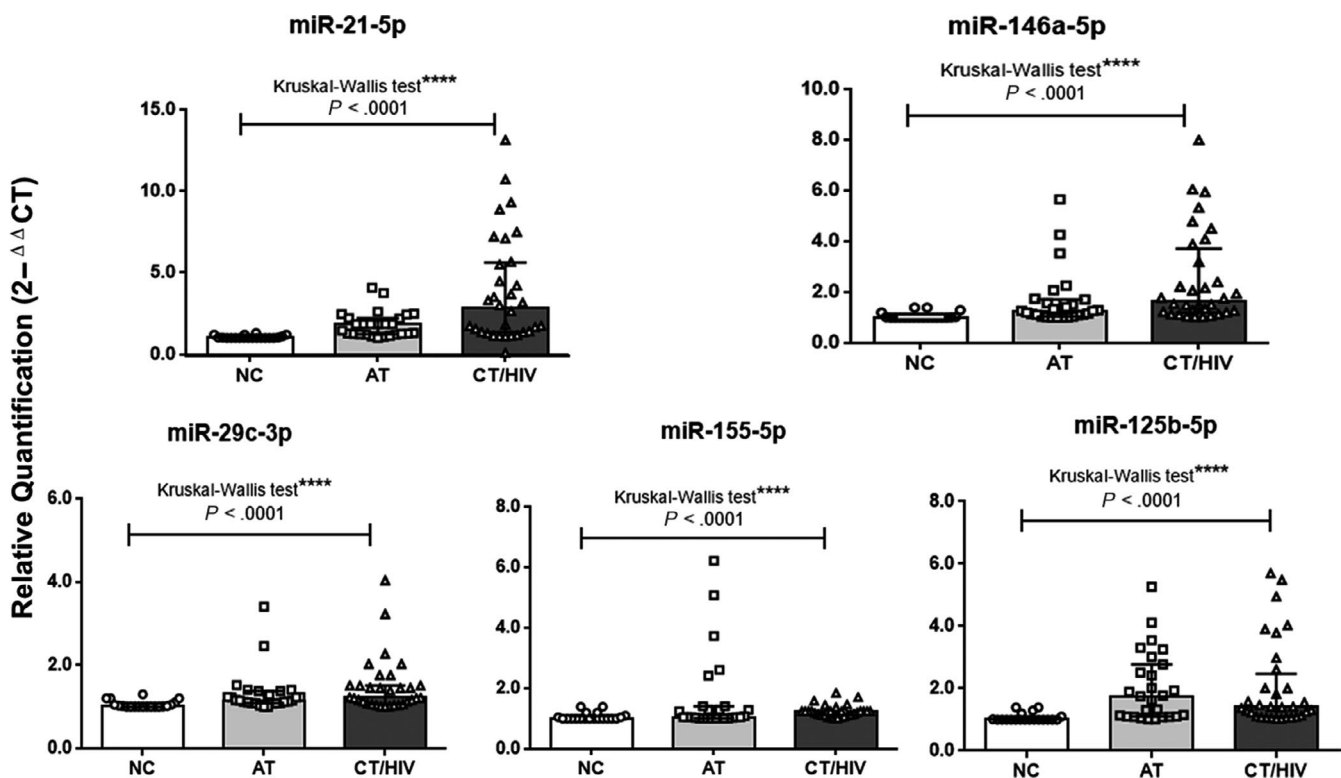 miR-21-5p
Kruskal-Wallis test****
P < .0001
15.0
10.0
5.0
0.0
NC AT CT/HIV
miR-146a-5p
Kruskal-Wallis test****
P < .0001
10.0
8.0
6.0
4.0
2.0
0.0
NC AT CT/HIV
Relative Quantification (2–ΔΔCT)
miR-29c-3p
Kruskal-Wallis test****
P < .0001
6.0
4.0
2.0
0.0
NC AT CT/HIV
miR-155-5p
Kruskal-Wallis test****
P < .0001
8.0
6.0
4.0
2.0
0.0
NC AT CT/HIV
miR-125b-5p
Kruskal-Wallis test****
P < .0001
8.0
6.0
4.0
2.0
0.0
NC AT CT/HIV